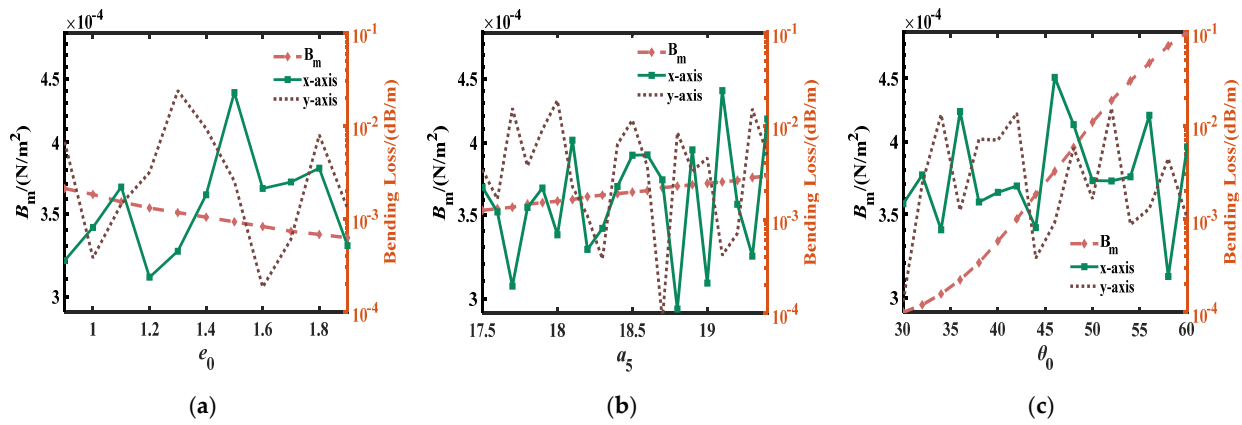 ×10⁻⁴
10⁻¹
B_m
x-axis
y-axis
4.5
4
3.5
3
10⁻²
10⁻³
10⁻⁴
B_m/(N/m²)
Bending Loss/(dB/m)
1 1.2 1.4 1.6 1.8
e₀
(a)
×10⁻⁴
10⁻¹
B_m
x-axis
y-axis
4.5
4
3.5
3
10⁻²
10⁻³
10⁻⁴
B_m/(N/m²)
Bending Loss/(dB/m)
17.5 18 18.5 19
a₅
(b)
×10⁻⁴
10⁻¹
4.5
4
3.5
3
10⁻²
10⁻³
10⁻⁴
B_m/(N/m²)
Bending Loss/(dB/m)
B_m
x-axis
y-axis
30 35 40 45 50 55 60
θ₀
(c)